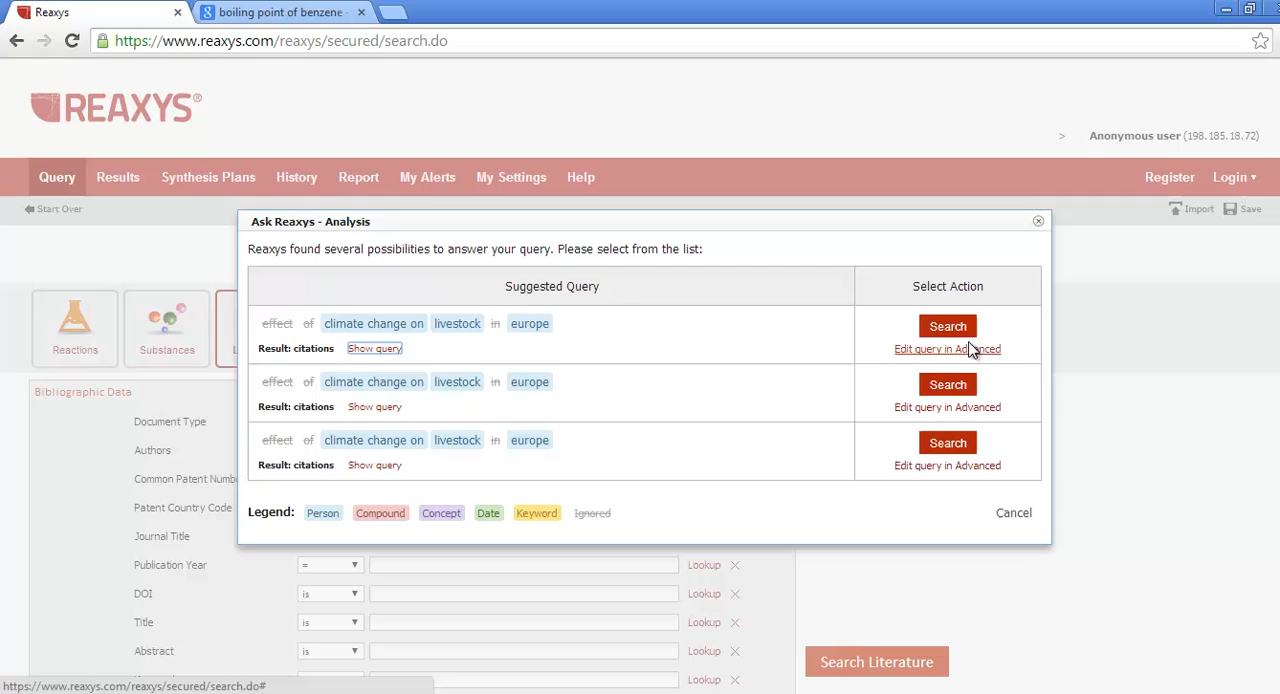 Reaxys
boiling point of benzene -
https://www.reaxys.com/reaxys/secured/search.do
REAXYS®
> Anonymous user (198.185.18.72)
Query Results Synthesis Plans History Report My Alerts My Settings Help Register Login
Start Over Import Save
Ask Reaxys - Analysis
Reaxys found several possibilities to answer your query. Please select from the list:
Suggested Query Select Action
effect of climate change on livestock in europe Search
Result: citations Show query Edit query in Advanced
effect of climate change on livestock in europe Search
Result: citations Show query Edit query in Advanced
effect of climate change on livestock in europe Search
Result: citations Show query Edit query in Advanced
Legend: Person Compound Concept Date Keyword Ignored Cancel
Reactions Substances L
Bibliographic Data
Document Type
Authors
Common Patent Numb
Patent Country Code
Journal Title
Publication Year = Lookup
DOI is Lookup
Title is Lookup
Abstract is Lookup
Lookup
Search Literature
https://www.reaxys.com/reaxys/secured/search.do#